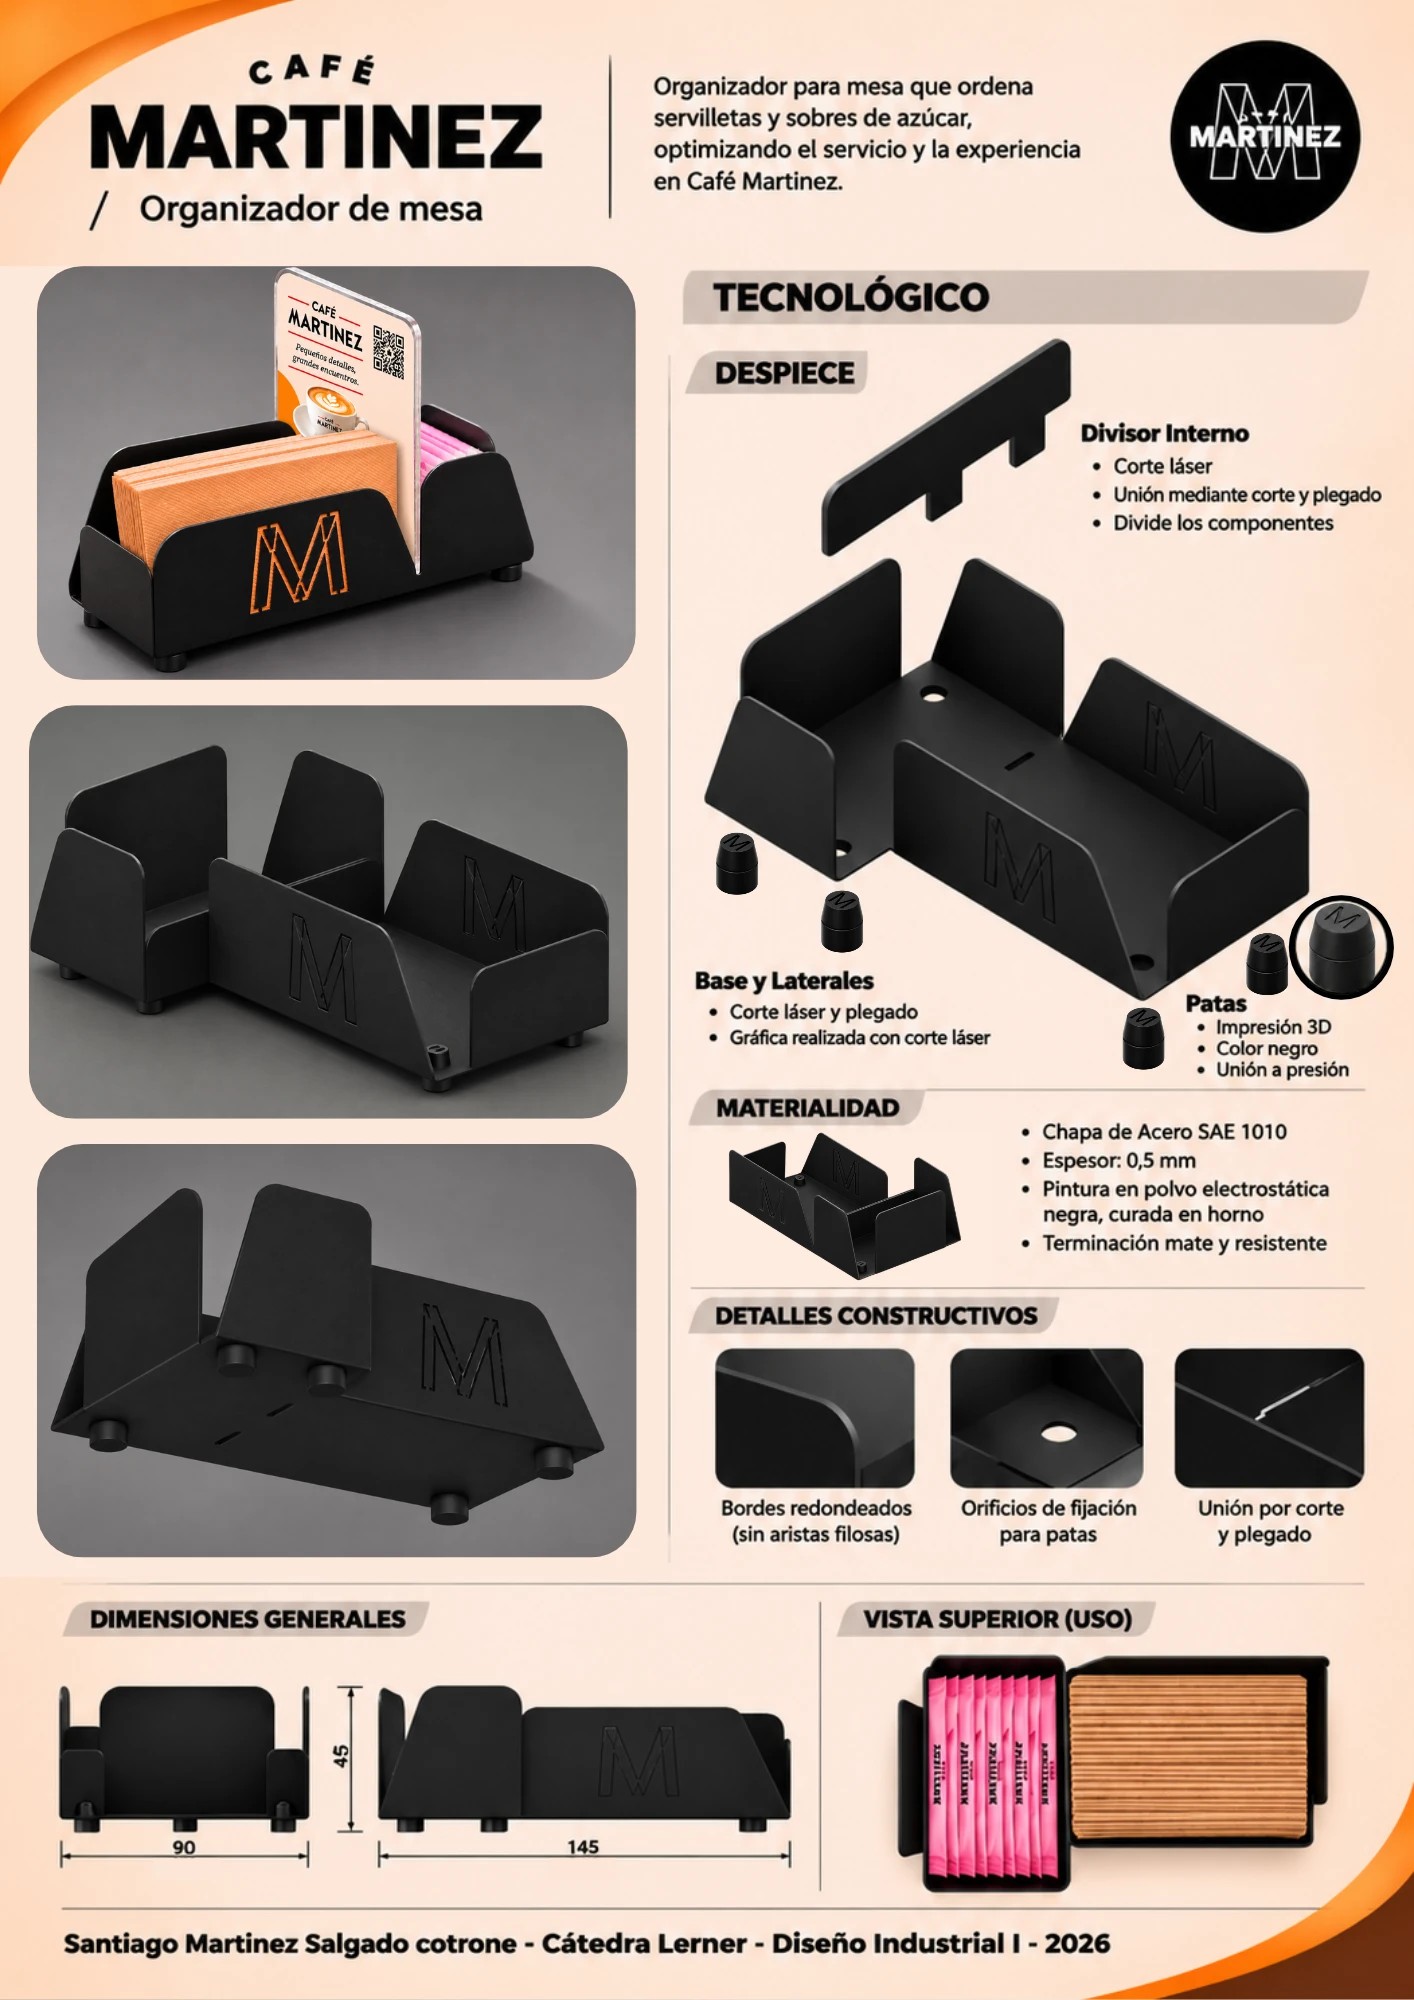 CAFÉ
MARTINEZ
/ Organizador de mesa
Organizador para mesa que ordena
servilletas y sobres de azúcar,
optimizando el servicio y la experiencia
en Café Martinez.
M
MARTINEZ
CAFÉ
MARTINEZ
Pequeños detalles,
grandes encuentros.
Café
MARTINEZ
M
TECNOLÓGICO
DESPIECE
Divisor Interno
• Corte láser
• Unión mediante corte y plegado
• Divide los componentes
M
M
M
M
M
M
M
M
M
Base y Laterales
• Corte láser y plegado
• Gráfica realizada con corte láser
Patas
• Impresión 3D
• Color negro
• Unión a presión
MATERIALIDAD
M
M
• Chapa de Acero SAE 1010
• Espesor: 0,5 mm
• Pintura en polvo electrostática
negra, curada en horno
• Terminación mate y resistente
M
DETALLES CONSTRUCTIVOS
Bordes redondeados
(sin aristas filosas)
Orificios de fijación
para patas
Unión por corte
y plegado
DIMENSIONES GENERALES
45
90
M
145
VISTA SUPERIOR (USO)
Santiago Martinez Salgado cotrone - Cátedra Lerner - Diseño Industrial I - 2026